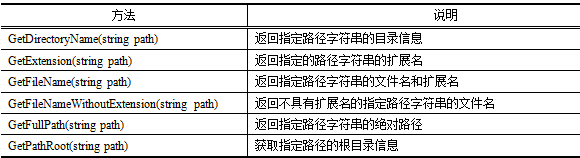 方法 说明
GetDirectoryName(string path) 返回指定路径字符串的目录信息
GetExtension(string path) 返回指定的路径字符串的扩展名
GetFileName(string path) 返回指定路径字符串的文件名和扩展名
GetFileNameWithoutExtension(string path) 返回不具有扩展名的指定路径字符串的文件名
GetFullPath(string path) 返回指定路径字符串的绝对路径
GetPathRoot(string path) 获取指定路径的根目录信息